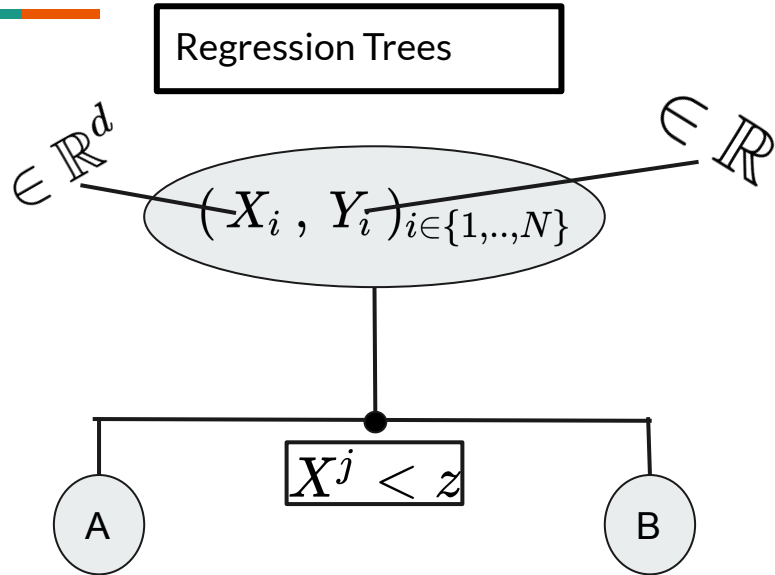 Regression Trees
∈ ℝ^d
∈ ℝ
(X_i , Y_i)_{i∈{1,..,N}}
X^j < z
A
B